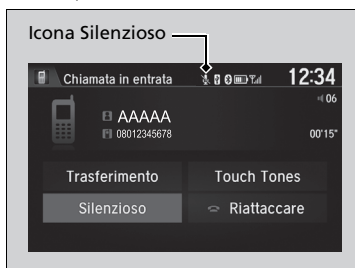 Icona Silenzioso
Chiamata in entrata 12:34
06
AAAAA
08012345678 00'15"
Trasferimento Touch Tones
Silenzioso Riattaccare